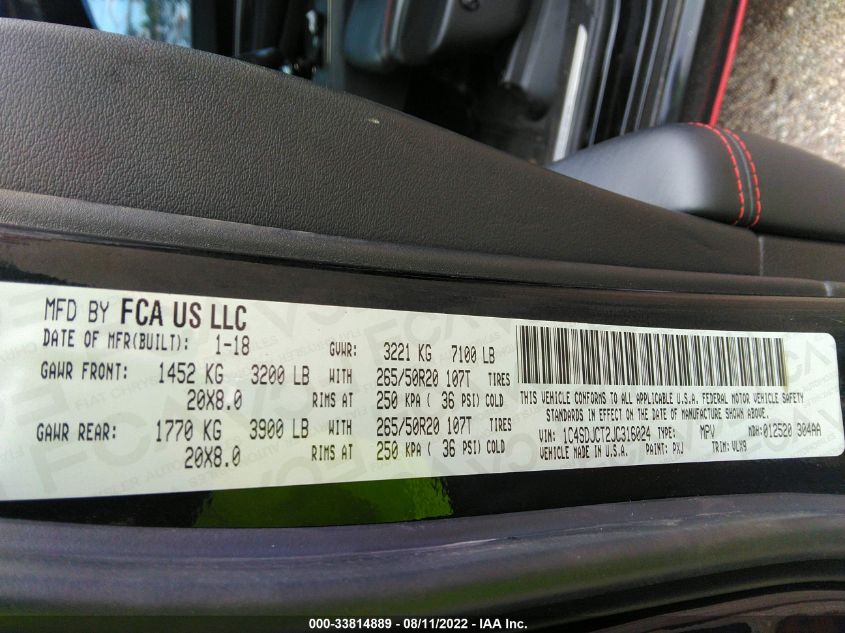 MFD BY FCA US LLC
DATE OF MFR(BUILT): 1-18 GVWR: 3221 KG 7100 LB
GAWR FRONT: 1452 KG 3200 LB WITH 265/50R20 107T TIRES
20X8.0 RIMS AT 250 KPA ( 36 PSI) COLD
GAWR REAR: 1770 KG 3900 LB WITH 265/50R20 107T TIRES
20X8.0 RIMS AT 250 KPA ( 36 PSI) COLD
THIS VEHICLE CONFORMS TO ALL APPLICABLE U.S.A. FEDERAL MOTOR VEHICLE SAFETY
STANDARDS IN EFFECT ON THE DATE OF MANUFACTURE SHOWN ABOVE.
VIN: 1C4SDJCT2JC316024 TYPE: MPV MDH: 012520 304AA
VEHICLE MADE IN U.S.A. PAINT: PXJ TRIM: VLX9
000-33814889 - 08/11/2022 - IAA Inc.